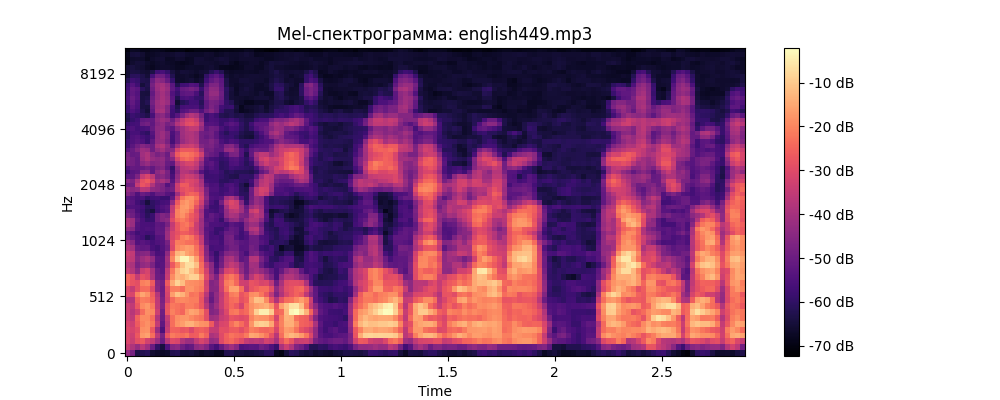 Mel-спектрограмма: english449.mp3
Hz
8192
4096
2048
1024
512
0
0 0.5 1 1.5 2 2.5
Time
-10 dB
-20 dB
-30 dB
-40 dB
-50 dB
-60 dB
-70 dB